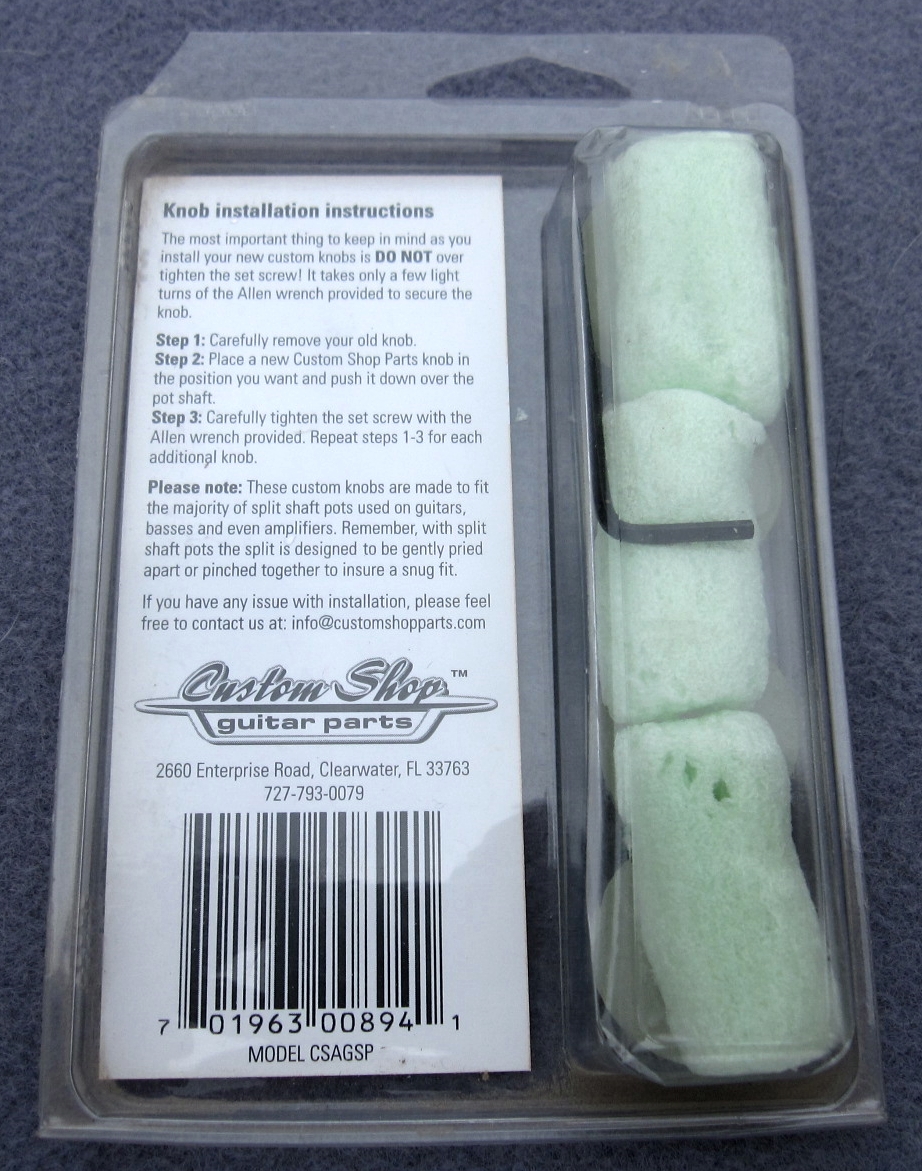 Knob installation instructions
The most important thing to keep in mind as you
install your new custom knobs is DO NOT over
tighten the set screw! It takes only a few light
turns of the Allen wrench provided to secure the
knob.
Step 1: Carefully remove your old knob.
Step 2: Place a new Custom Shop Parts knob in
the position you want and push it down over the
pot shaft.
Step 3: Carefully tighten the set screw with the
Allen wrench provided. Repeat steps 1-3 for each
additional knob.
Please note: These custom knobs are made to fit
the majority of split shaft pots used on guitars,
basses and even amplifiers. Remember, with split
shaft pots the split is designed to be gently pried
apart or pinched together to insure a snug fit.
If you have any issue with installation, please feel
free to contact us at: info@customshopparts.com
Custom Shop™
guitar parts
2660 Enterprise Road, Clearwater, FL 33763
727-793-0079
7 01963 00894 1
MODEL CSAGSP